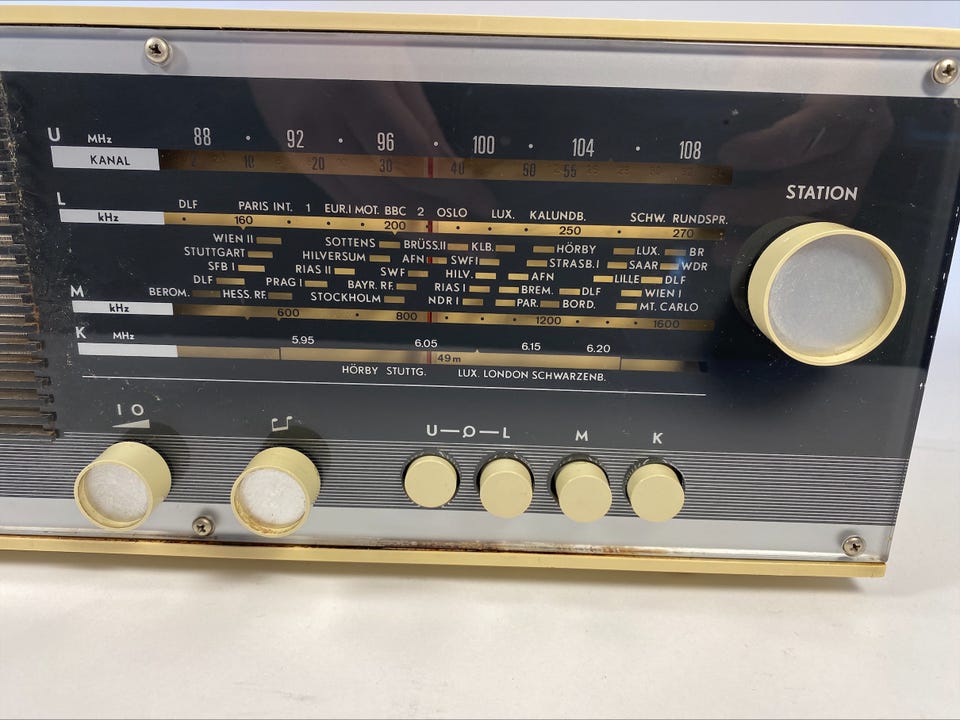 U MHz 88 · 92 · 96 · 100 · 104 · 108
KANAL 10 20 30 40 50 55
STATION
L DLF PARIS INT. 1 EUR.I MOT. BBC 2 OSLO LUX. KALUNDB. SCHW. RUNDSPR.
kHz 160 200 250 270
WIEN II SOTTENS BRÜSS.II KLB. HÖRBY LUX. BR
STUTTGART HILVERSUM AFN SWF I STRASB.I SAAR WDR
SFB I RIAS II SWF HILV. AFN LILLE DLF
DLF PRAG I BAYR. RF. RIAS I BREM. DLF WIEN I
M BEROM. HESS. RF. STOCKHOLM NDR I PAR. BORD. MT. CARLO
kHz 600 800 1200 1600
K MHz 5.95 6.05 6.15 6.20
49m
HÖRBY STUTTG. LUX. LONDON SCHWARZENB.
I O
U L M K